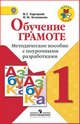 В. Г. Горецкий
Н. М. Белянкова
Обучение
грамоте
Методическое пособие
с поурочными
разработками
1